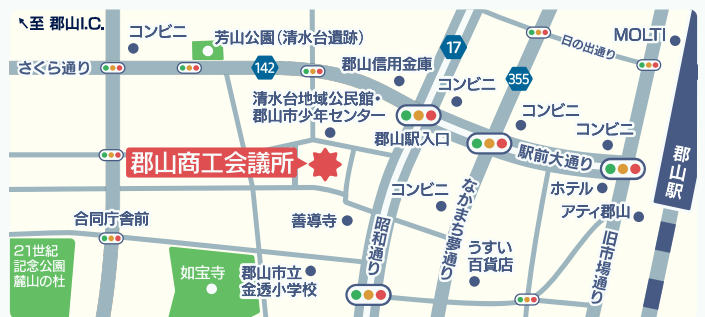 ↖至 郡山I.C.
コンビニ
芳山公園(清水台遺跡)
17
MOLTI
日の出通り
さくら通り
142
郡山信用金庫
コンビニ
355
清水台地域公民館・
郡山市少年センター
コンビニ
コンビニ
郡山駅入口
駅前大通り
郡山駅
郡山商工会議所
コンビニ
ホテル
アティ郡山
合同庁舎前
善導寺
昭和通り
なかまち夢通り
旧市場通り
うすい
百貨店
21世紀
記念公園
麓山の杜
如宝寺
郡山市立
金透小学校